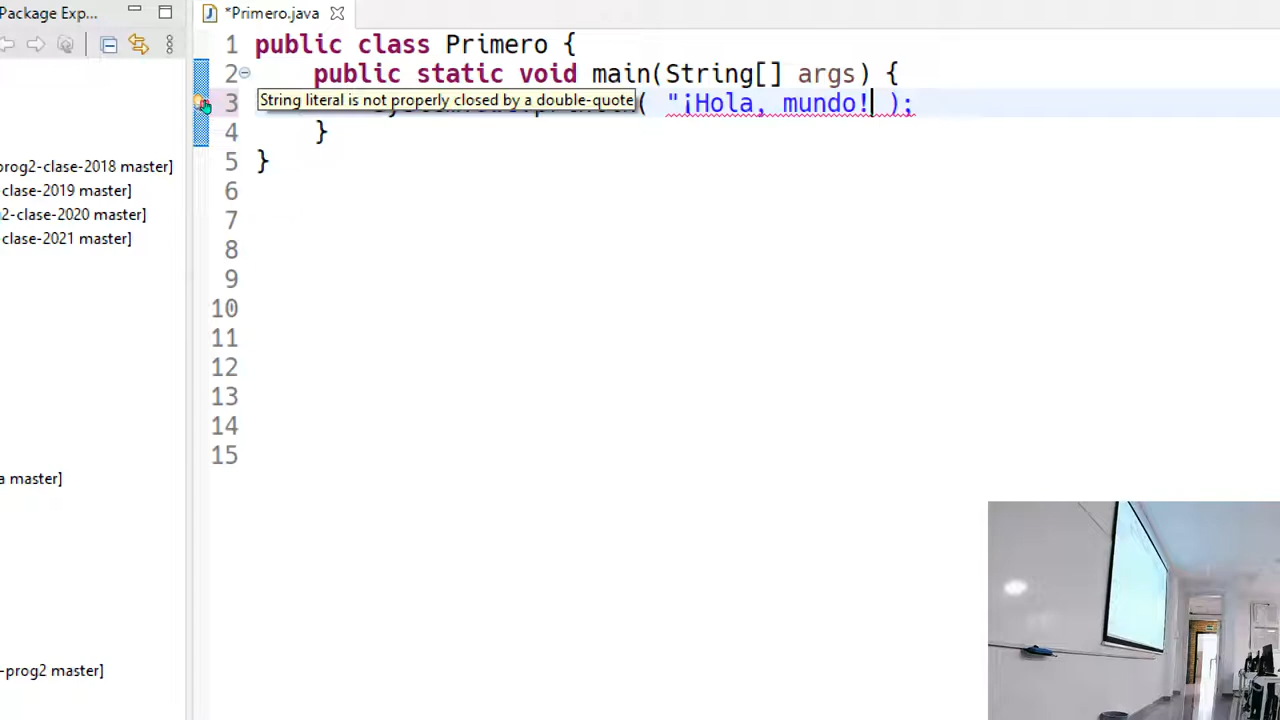 Package Exp...
*Primero.java
1 public class Primero {
2 public static void main(String[] args) {
String literal is not properly closed by a double-quote
3 ( "¡Hola, mundo! );
4 }
5 }
6
7
8
9
10
11
12
13
14
15
prog2-clase-2018 master]
-clase-2019 master]
2-clase-2020 master]
-clase-2021 master]
a master]
-prog2 master]